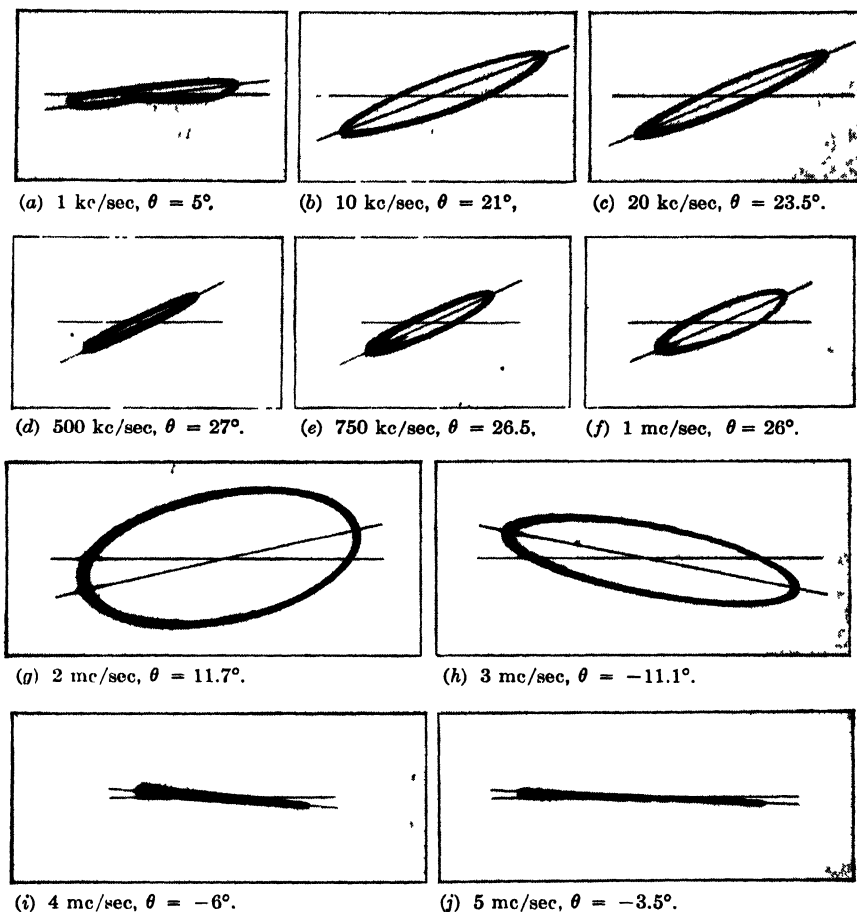 (a) 1 kc/sec, θ = 5°.
(b) 10 kc/sec, θ = 21°,
(c) 20 kc/sec, θ = 23.5°.
(d) 500 kc/sec, θ = 27°.
(e) 750 kc/sec, θ = 26.5,
(f) 1 mc/sec, θ = 26°.
(g) 2 mc/sec, θ = 11.7°.
(h) 3 mc/sec, θ = −11.1°.
(i) 4 mc/sec, θ = −6°.
(j) 5 mc/sec, θ = −3.5°.